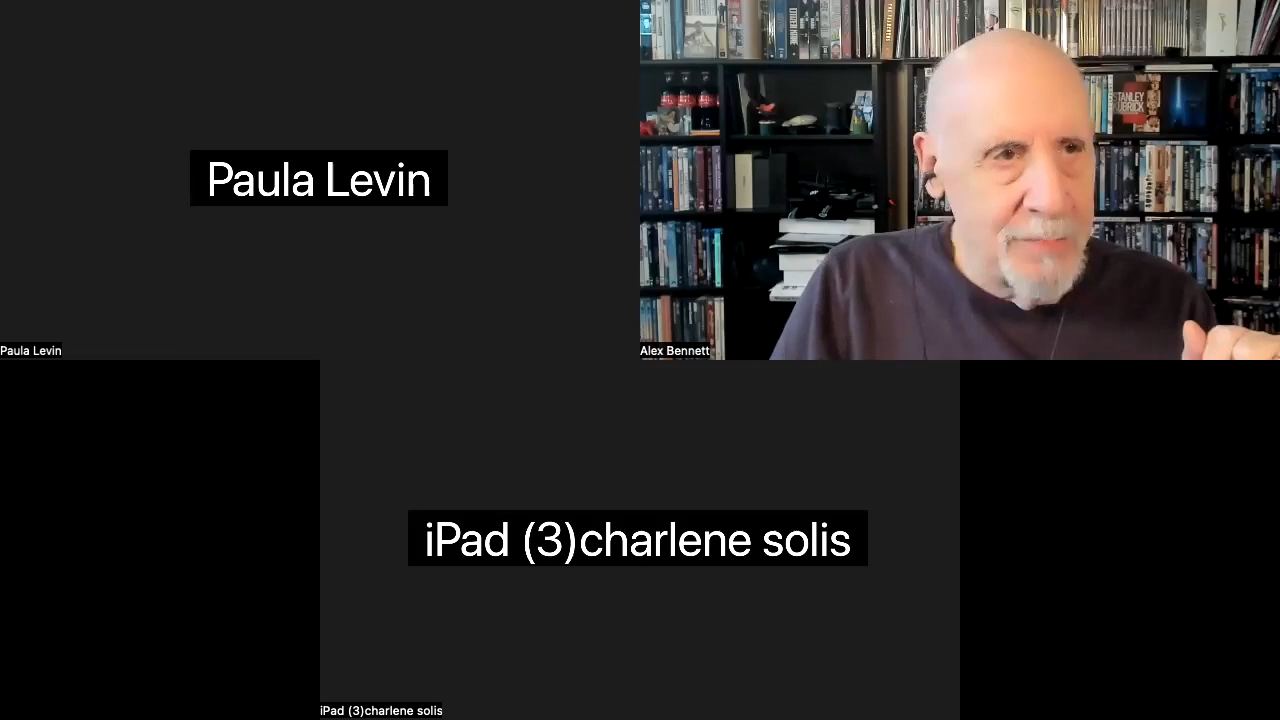 Paula Levin
STANLEY
KUBRICK
Paula Levin
Alex Bennett
iPad (3)charlene solis
iPad (3)charlene solis